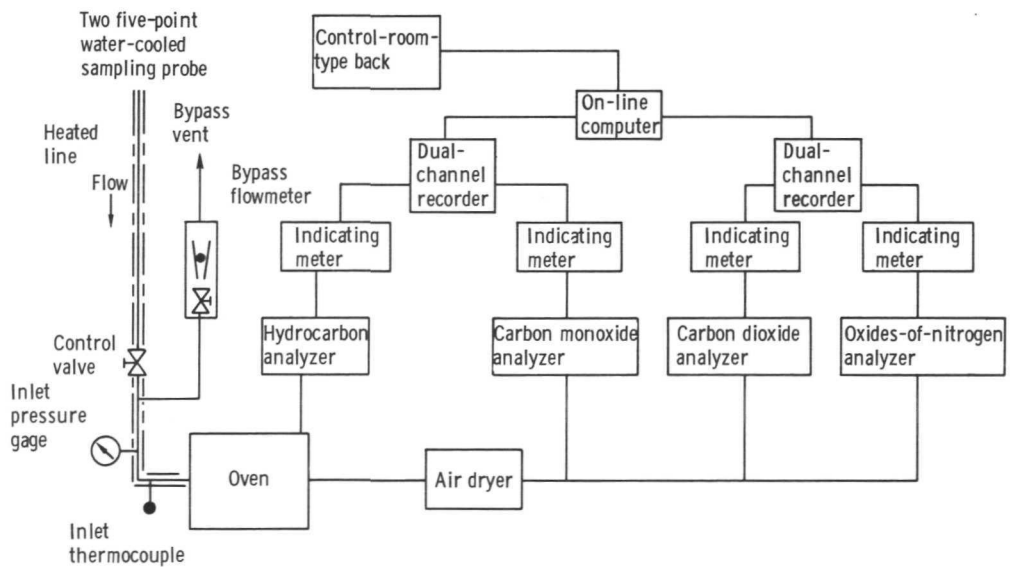 Two five-point
water-cooled
sampling probe
Control-room-
type back
On-line
computer
Bypass
vent
Heated
line
Flow
Bypass
flowmeter
Dual-
channel
recorder
Dual-
channel
recorder
Indicating
meter
Indicating
meter
Indicating
meter
Indicating
meter
Hydrocarbon
analyzer
Carbon monoxide
analyzer
Carbon dioxide
analyzer
Oxides-of-nitrogen
analyzer
Control
valve
Inlet
pressure
gage
Oven
Air dryer
Inlet
thermocouple